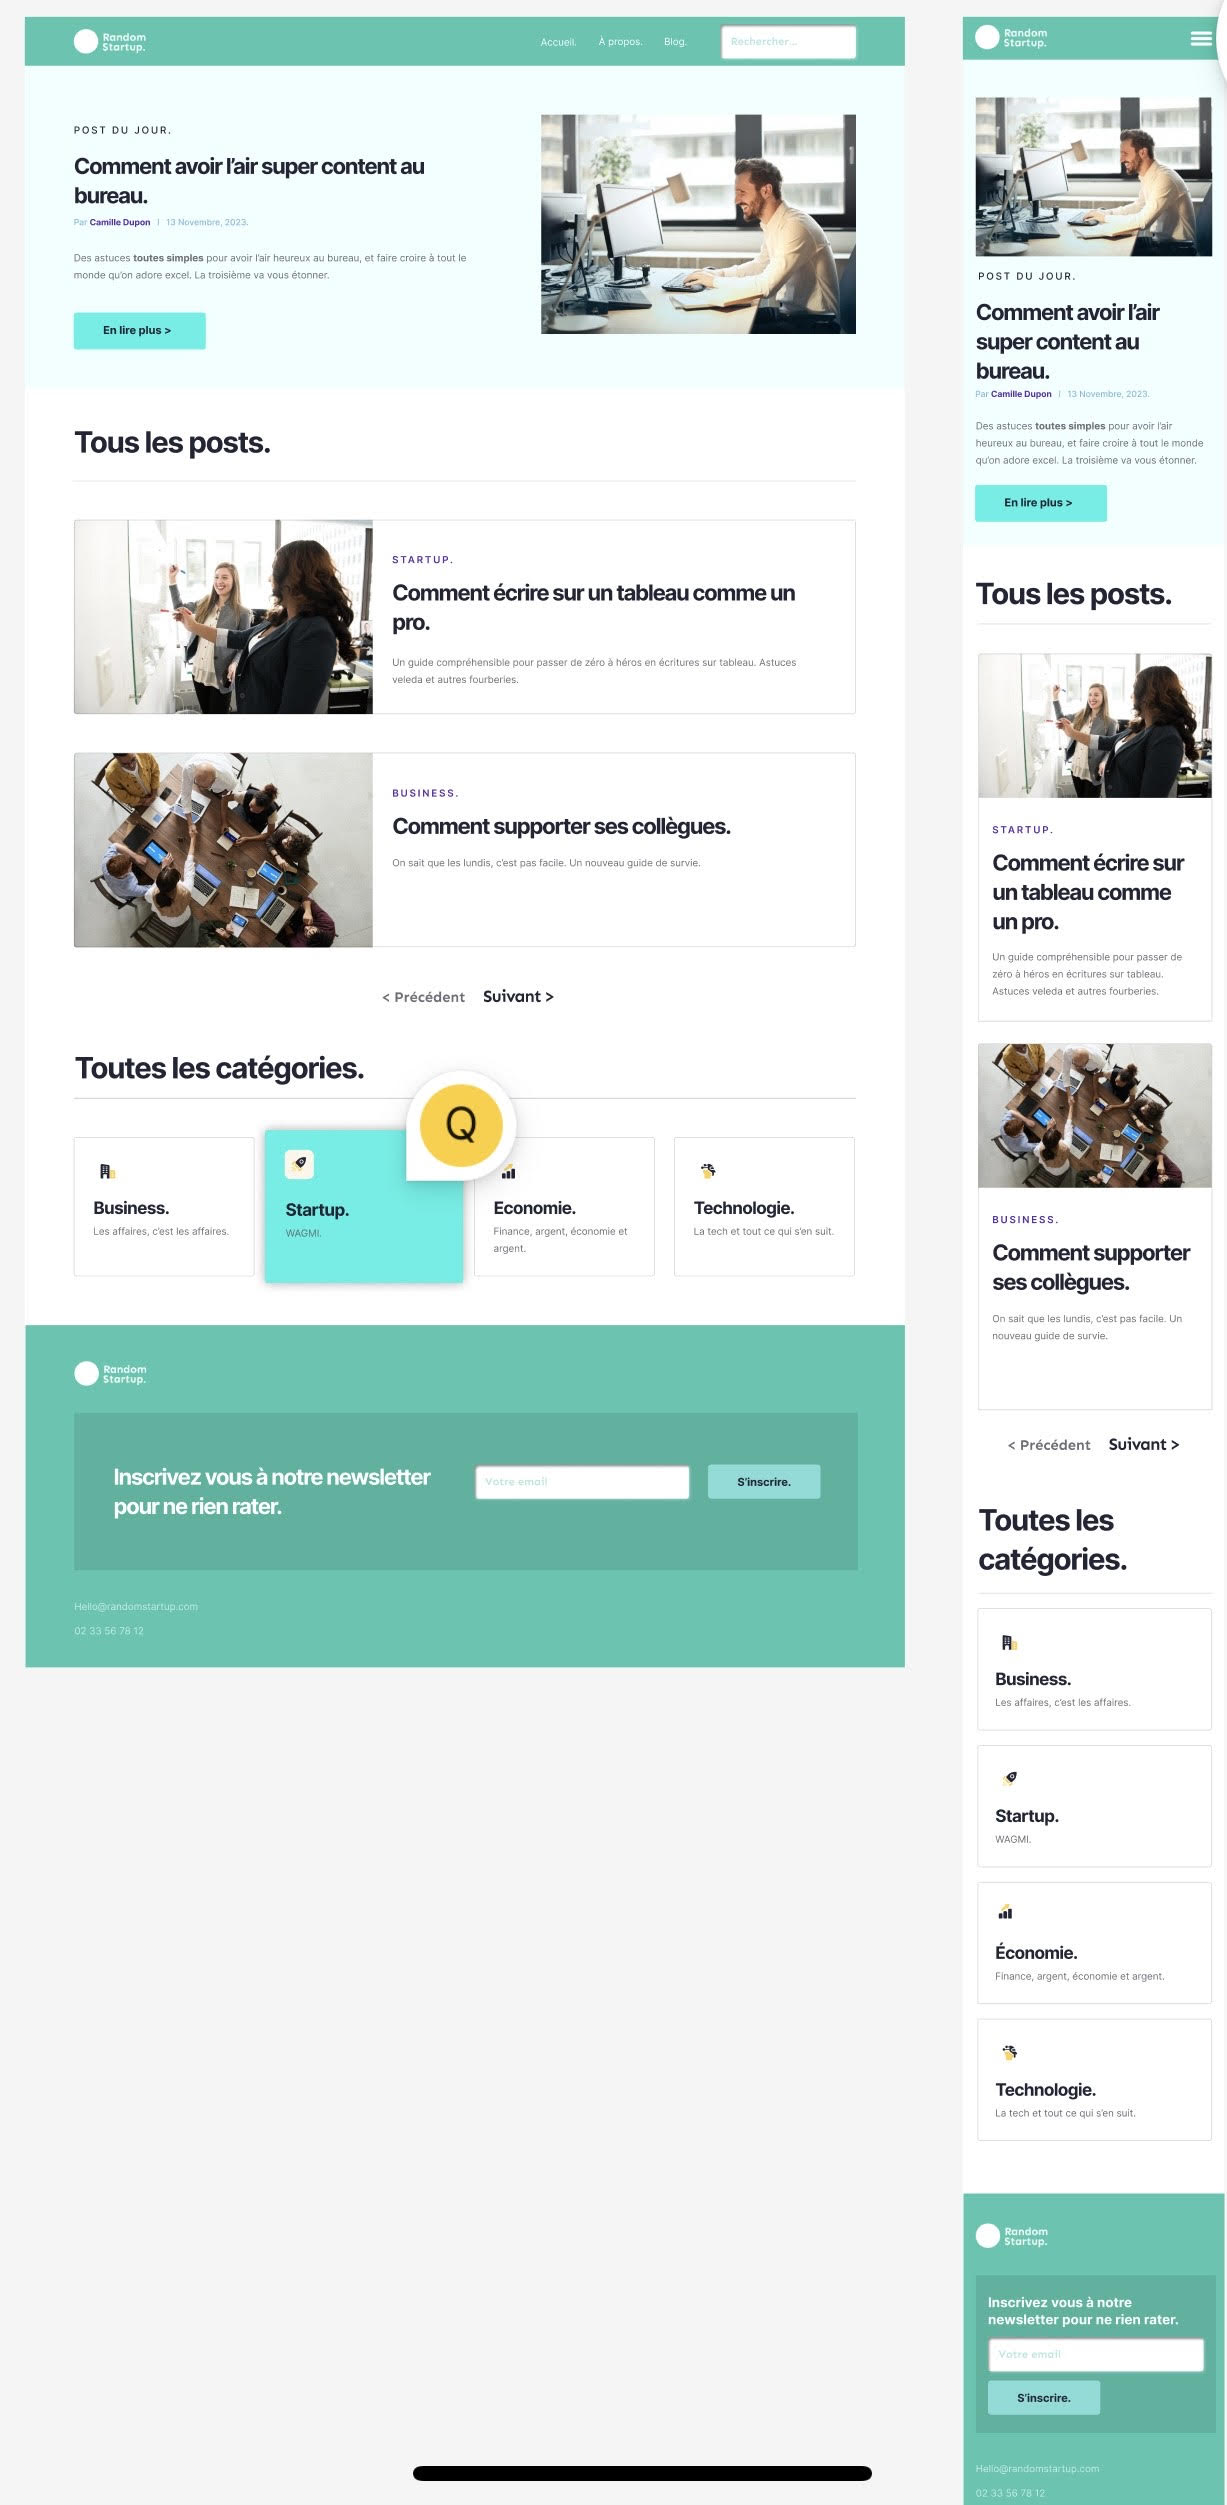 Random
Startup.
Accueil.
À propos.
Blog.
Rechercher...
POST DU JOUR.
Comment avoir l’air super content au
bureau.
Par Camille Dupon | 13 Novembre, 2023.
Des astuces toutes simples pour avoir l’air heureux au bureau, et faire croire à tout le
monde qu’on adore excel. La troisième va vous étonner.
En lire plus >
Tous les posts.
STARTUP.
Comment écrire sur un tableau comme un
pro.
Un guide compréhensible pour passer de zéro à héros en écritures sur tableau. Astuces
veleda et autres fourberies.
BUSINESS.
Comment supporter ses collègues.
On sait que les lundis, c’est pas facile. Un nouveau guide de survie.
< Précédent
Suivant >
Toutes les catégories.
Q
Business.
Les affaires, c’est les affaires.
Startup.
WAGMI.
Economie.
Finance, argent, économie et
argent.
Technologie.
La tech et tout ce qui s’en suit.
Random
Startup.
Inscrivez vous à notre newsletter
pour ne rien rater.
Votre email
S’inscrire.
Hello@randomstartup.com
02 33 56 78 12
Random
Startup.
POST DU JOUR.
Comment avoir l’air
super content au
bureau.
Par Camille Dupon | 13 Novembre, 2023.
Des astuces toutes simples pour avoir l’air
heureux au bureau, et faire croire à tout le monde
qu’on adore excel. La troisième va vous étonner.
En lire plus >
Tous les posts.
STARTUP.
Comment écrire sur
un tableau comme
un pro.
Un guide compréhensible pour passer de
zéro à héros en écritures sur tableau.
Astuces veleda et autres fourberies.
BUSINESS.
Comment supporter
ses collègues.
On sait que les lundis, c’est pas facile. Un
nouveau guide de survie.
< Précédent
Suivant >
Toutes les
catégories.
Business.
Les affaires, c’est les affaires.
Startup.
WAGMI.
Économie.
Finance, argent, économie et argent.
Technologie.
La tech et tout ce qui s’en suit.
Random
Startup.
Inscrivez vous à notre
newsletter pour ne rien rater.
Votre email
S’inscrire.
Hello@randomstartup.com
02 33 56 78 12